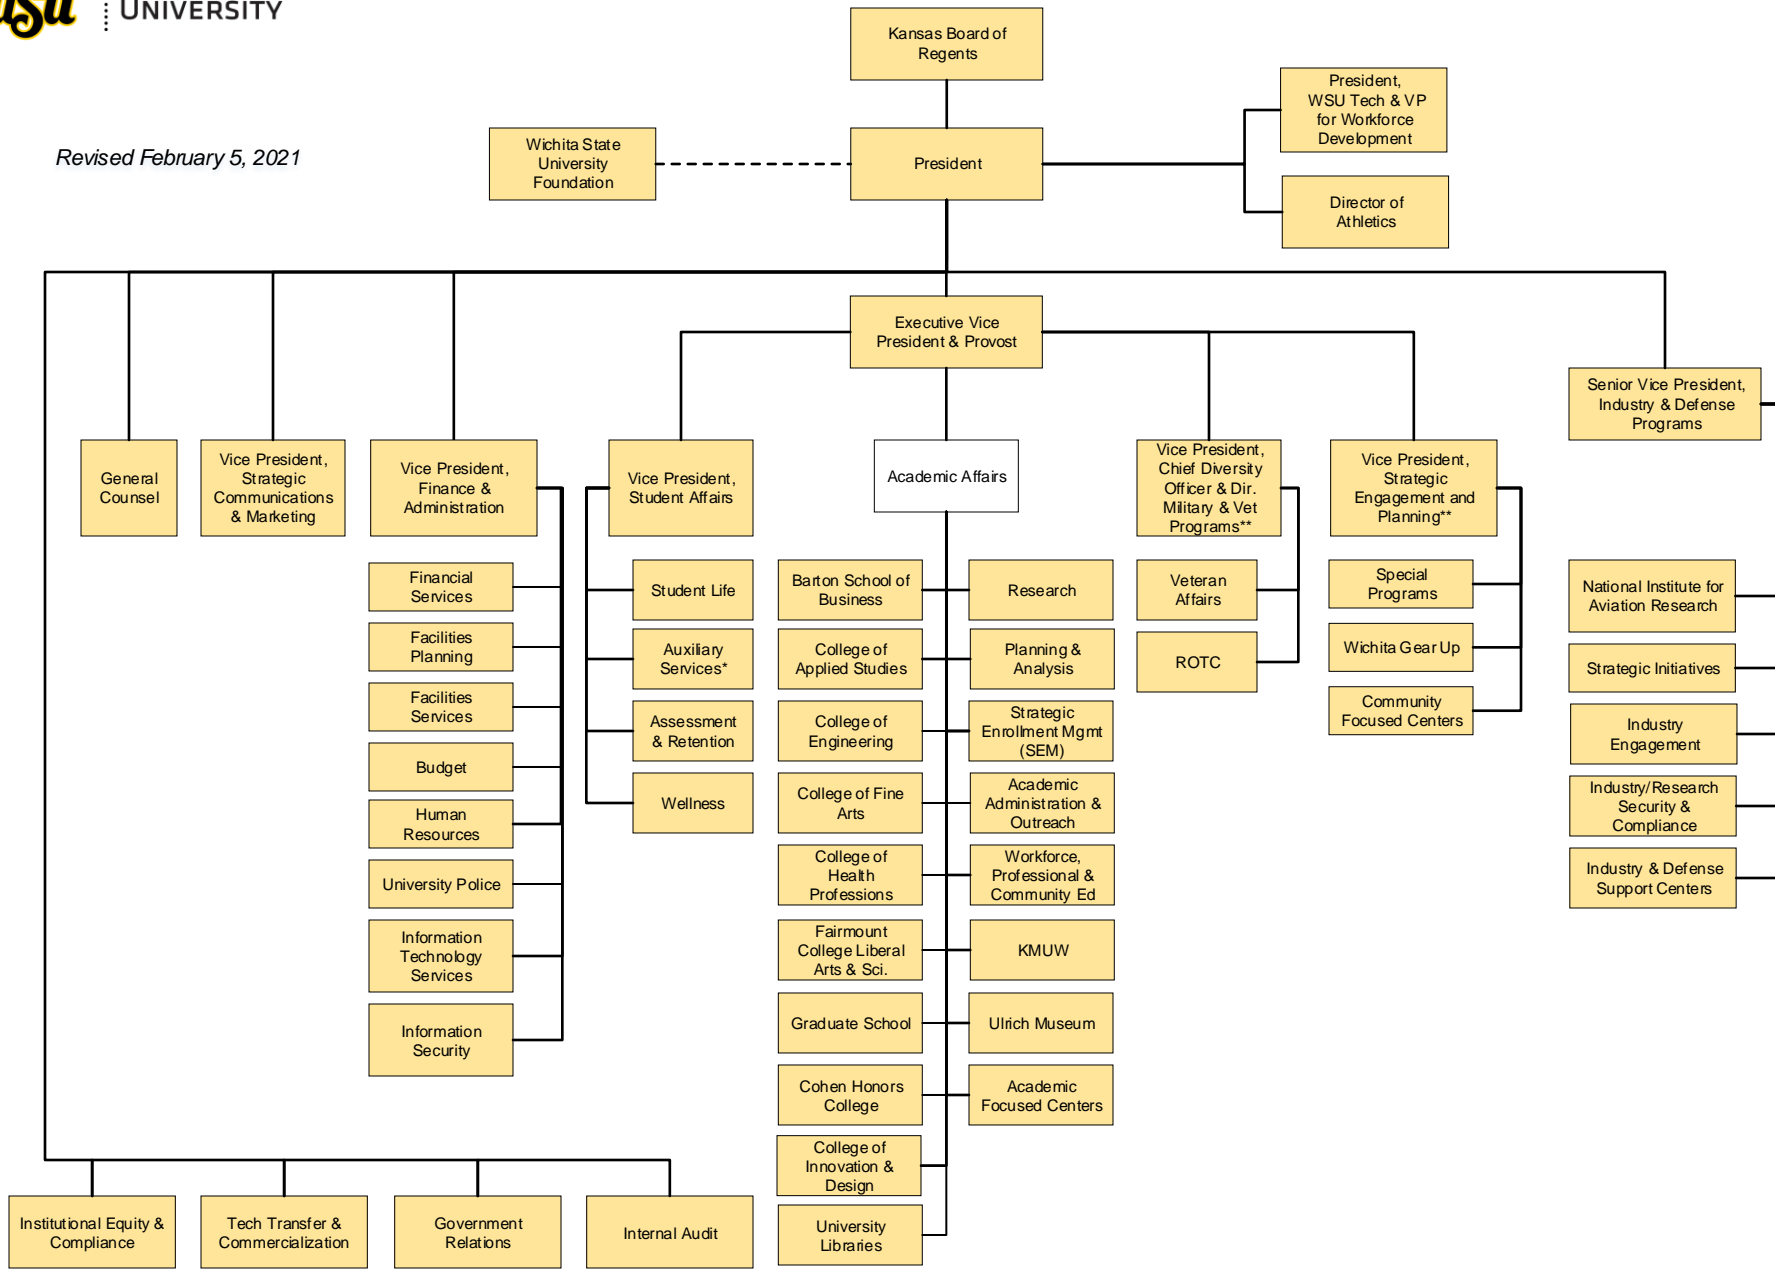 UNIVERSITY
Kansas Board of
Regents
Revised February 5, 2021
Wichita State
University
Foundation
President
President,
WSU Tech & VP
for Workforce
Development
Director of
Athletics
Executive Vice
President & Provost
Senior Vice President,
Industry & Defense
Programs
General
Counsel
Vice President,
Strategic
Communications
& Marketing
Vice President,
Finance &
Administration
Vice President,
Student Affairs
Academic Affairs
Vice President,
Chief Diversity
Officer & Dir.
Military & Vet
Programs**
Vice President,
Strategic
Engagement and
Planning**
Financial
Services
Facilities
Planning
Facilities
Services
Budget
Human
Resources
University Police
Information
Technology
Services
Information
Security
Student Life
Auxiliary
Services*
Assessment
& Retention
Wellness
Barton School of
Business
College of
Applied Studies
College of
Engineering
College of Fine
Arts
College of
Health
Professions
Fairmount
College Liberal
Arts & Sci.
Graduate School
Cohen Honors
College
College of
Innovation &
Design
University
Libraries
Research
Planning &
Analysis
Strategic
Enrollment Mgmt
(SEM)
Academic
Administration &
Outreach
Workforce,
Professional &
Community Ed
KMUW
Ulrich Museum
Academic
Focused Centers
Veteran
Affairs
ROTC
Special
Programs
Wichita Gear Up
Community
Focused Centers
National Institute for
Aviation Research
Strategic Initiatives
Industry
Engagement
Industry/Research
Security &
Compliance
Industry & Defense
Support Centers
Institutional Equity &
Compliance
Tech Transfer &
Commercialization
Government
Relations
Internal Audit